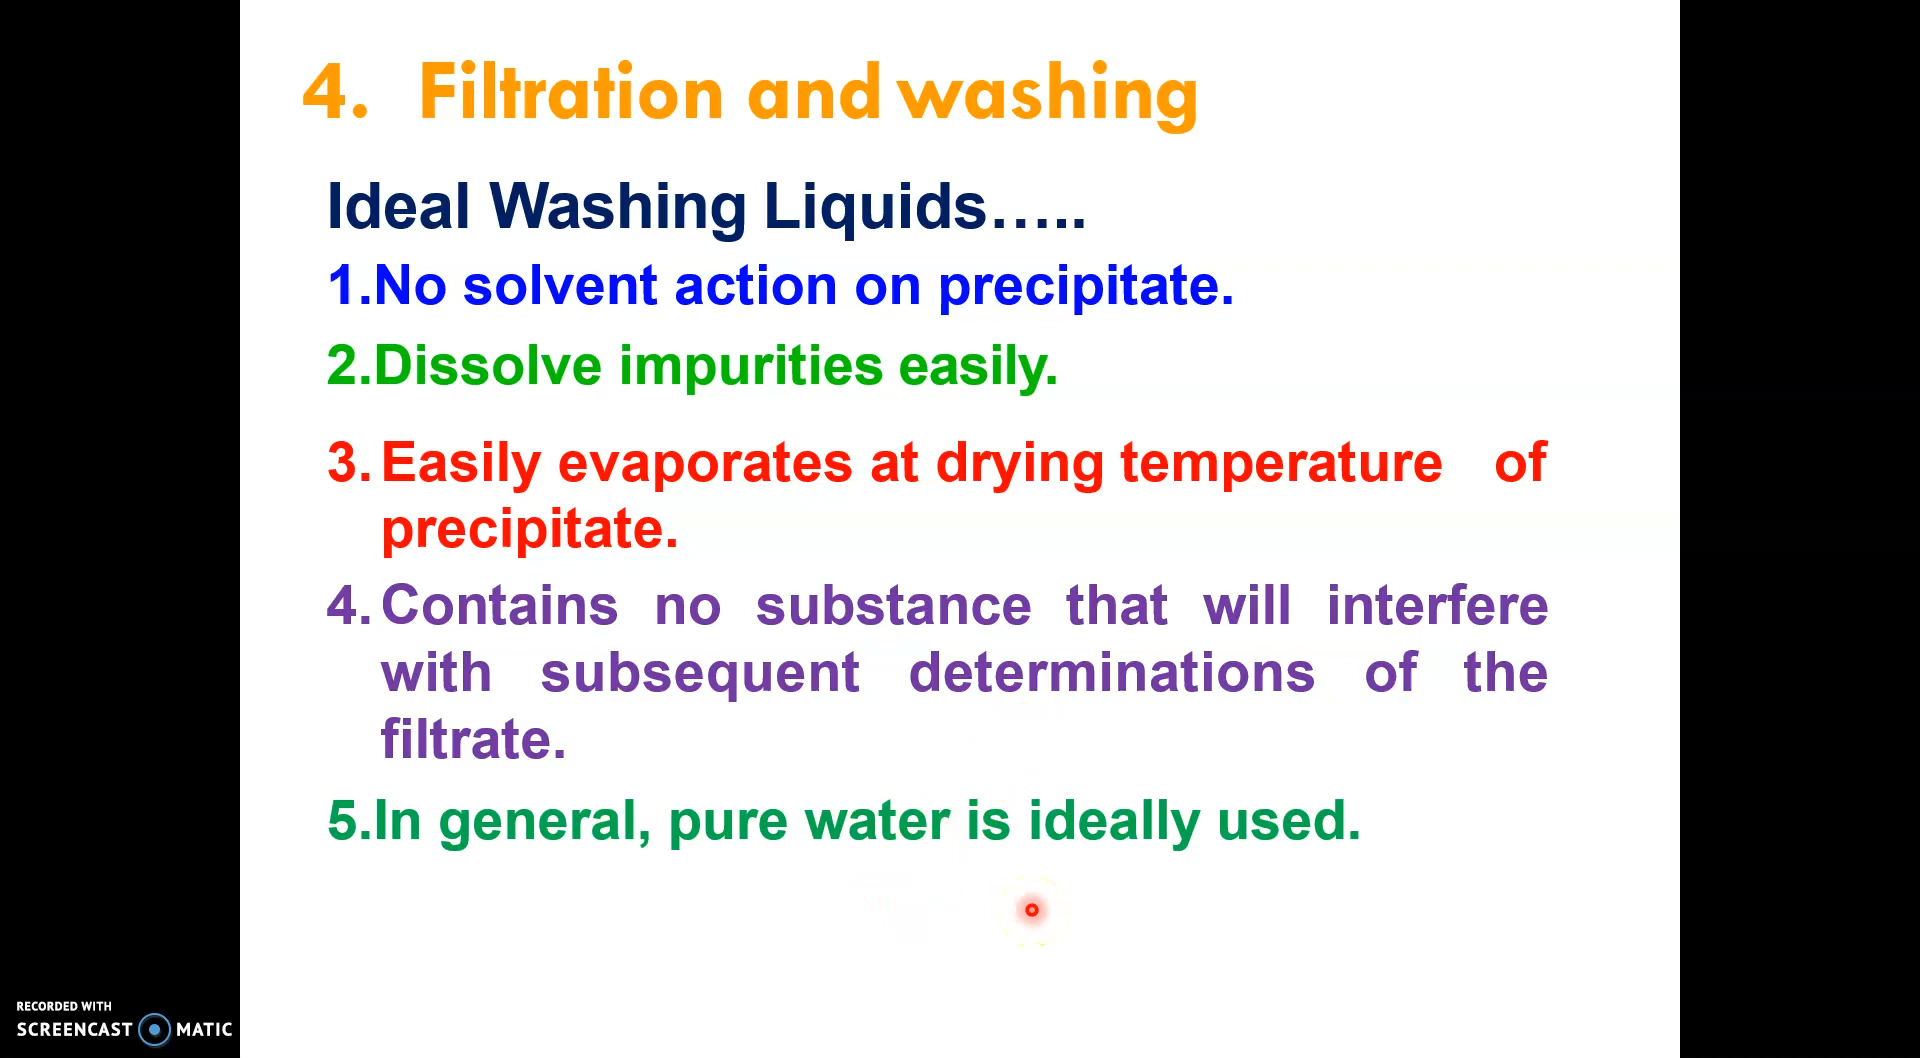 4. Filtration and washing
Ideal Washing Liquids…..
1.No solvent action on precipitate.
2.Dissolve impurities easily.
3. Easily evaporates at drying temperature of
precipitate.
4. Contains no substance that will interfere
with subsequent determinations of the
filtrate.
5.In general, pure water is ideally used.
RECORDED WITH
SCREENCAST MATIC